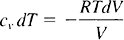 c_v dT = − RTdV/V